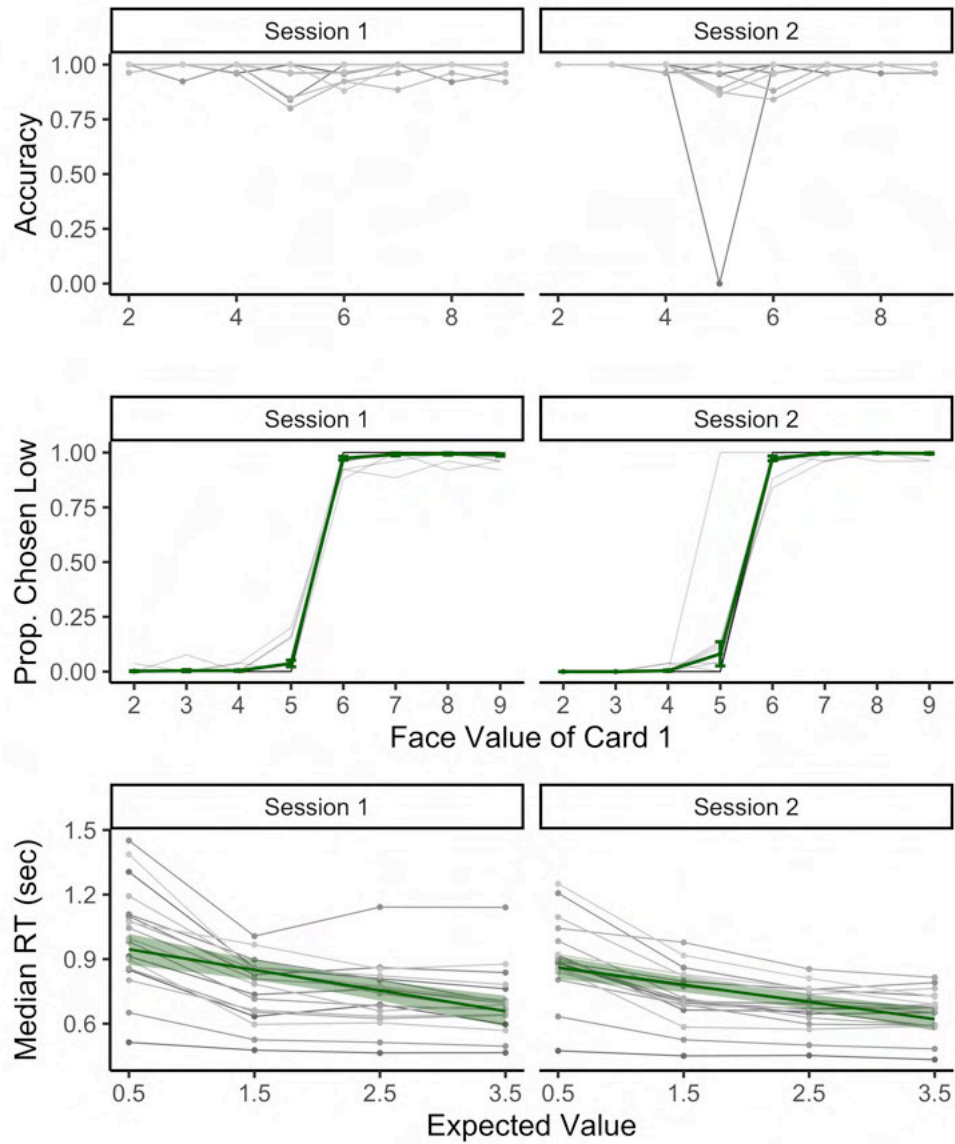 Session 1
Session 2
Accuracy
1.00
0.75
0.50
0.25
0.00
2 4 6 8
2 4 6 8
Session 1
Session 2
Prop. Chosen Low
1.00
0.75
0.50
0.25
0.00
2 3 4 5 6 7 8 9
2 3 4 5 6 7 8 9
Face Value of Card 1
Session 1
Session 2
Median RT (sec)
1.5
1.2
0.9
0.6
0.5 1.5 2.5 3.5
0.5 1.5 2.5 3.5
Expected Value